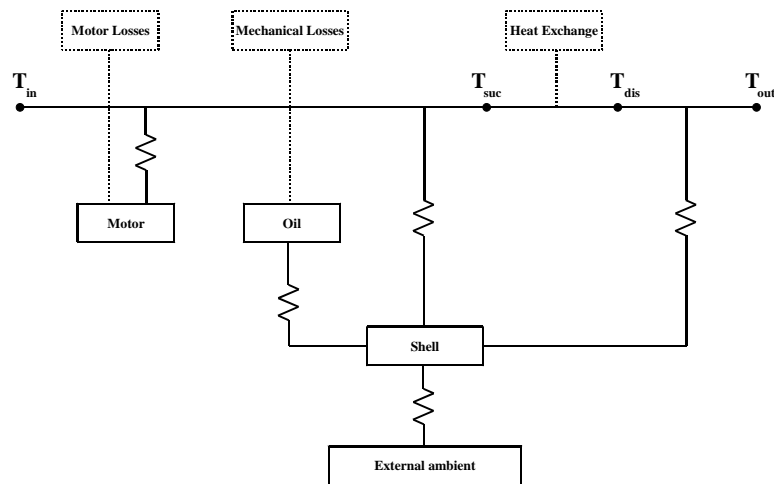 Motor Losses
Mechanical Losses
Heat Exchange
T_in
T_suc
T_dis
T_out
Motor
Oil
Shell
External ambient